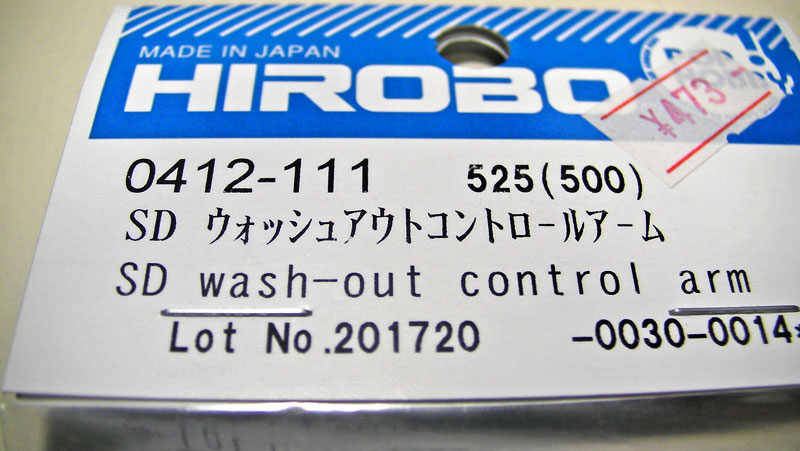 MADE IN JAPAN
HIROBO
¥473
0412-111 525(500)
SD ウォッシュアウトコントロールアーム
SD wash-out control arm
Lot No.201720 -0030-0014*